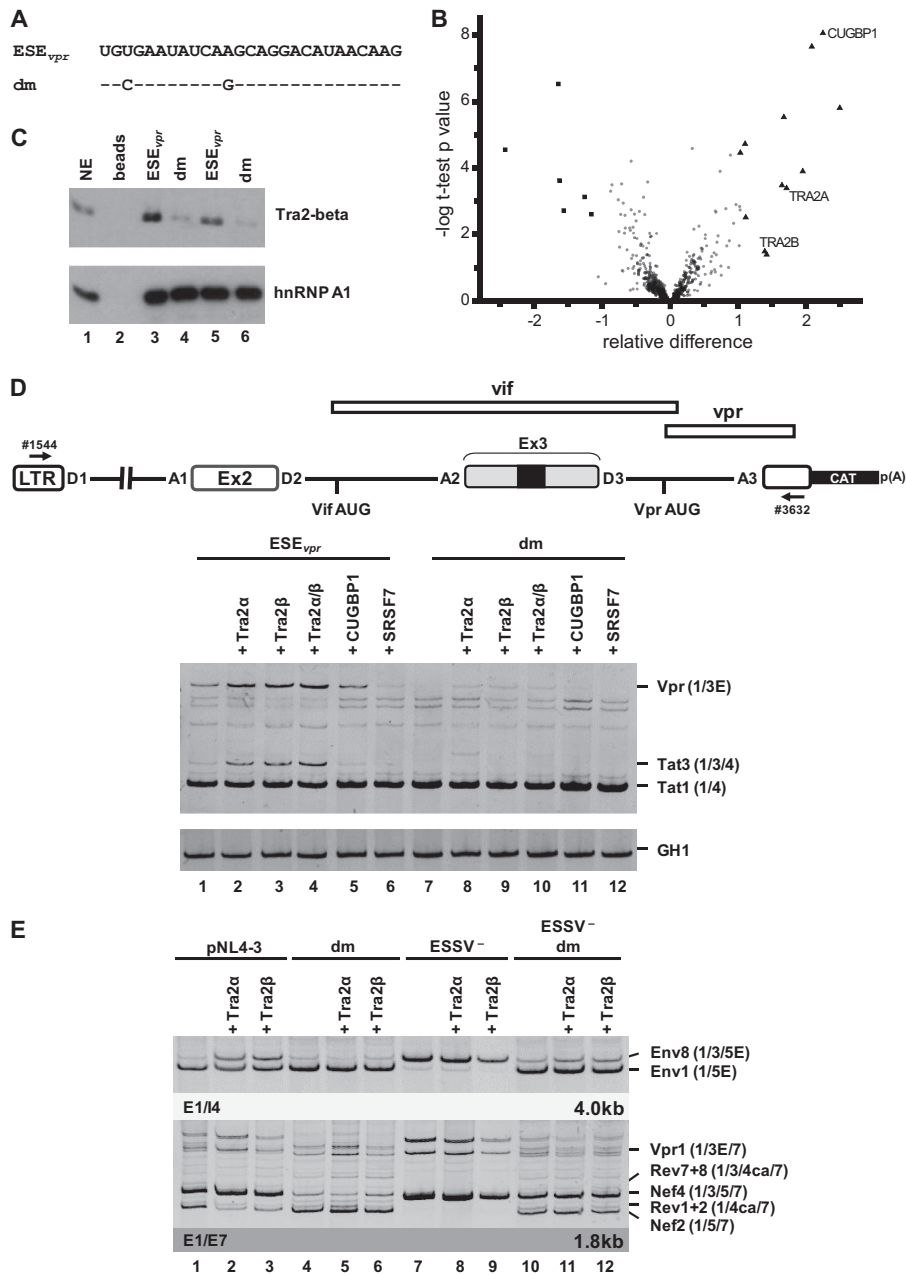 A
ESEvpr UGUGAAUAUCAAGCAGGACAUAACAAG
dm --C--------G---------------
B
8
6
4
2
0
-log t-test p value
-2 -1 0 1 2
relative difference
CUGBP1
TRA2A
TRA2B
C
NE beads ESEvpr dm ESEvpr dm
Tra2-beta
hnRNP A1
1 2 3 4 5 6
D
vif
vpr
#1544
Ex3
LTR D1 A1 Ex2 D2 A2 D3 A3 CAT p(A)
Vif AUG Vpr AUG #3632
ESEvpr dm
+ Tra2α + Tra2β + Tra2α/β + CUGBP1 + SRSF7 + Tra2α + Tra2β + Tra2α/β + CUGBP1 + SRSF7
Vpr (1/3E)
Tat3 (1/3/4)
Tat1 (1/4)
GH1
1 2 3 4 5 6 7 8 9 10 11 12
E
pNL4-3 dm ESSV– ESSV– dm
+ Tra2α + Tra2β + Tra2α + Tra2β + Tra2α + Tra2β + Tra2α + Tra2β
Env8 (1/3/5E)
Env1 (1/5E)
E1/I4 4.0kb
Vpr1 (1/3E/7)
Rev7+8 (1/3/4ca/7)
Nef4 (1/3/5/7)
Rev1+2 (1/4ca/7)
Nef2 (1/5/7)
E1/E7 1.8kb
1 2 3 4 5 6 7 8 9 10 11 12